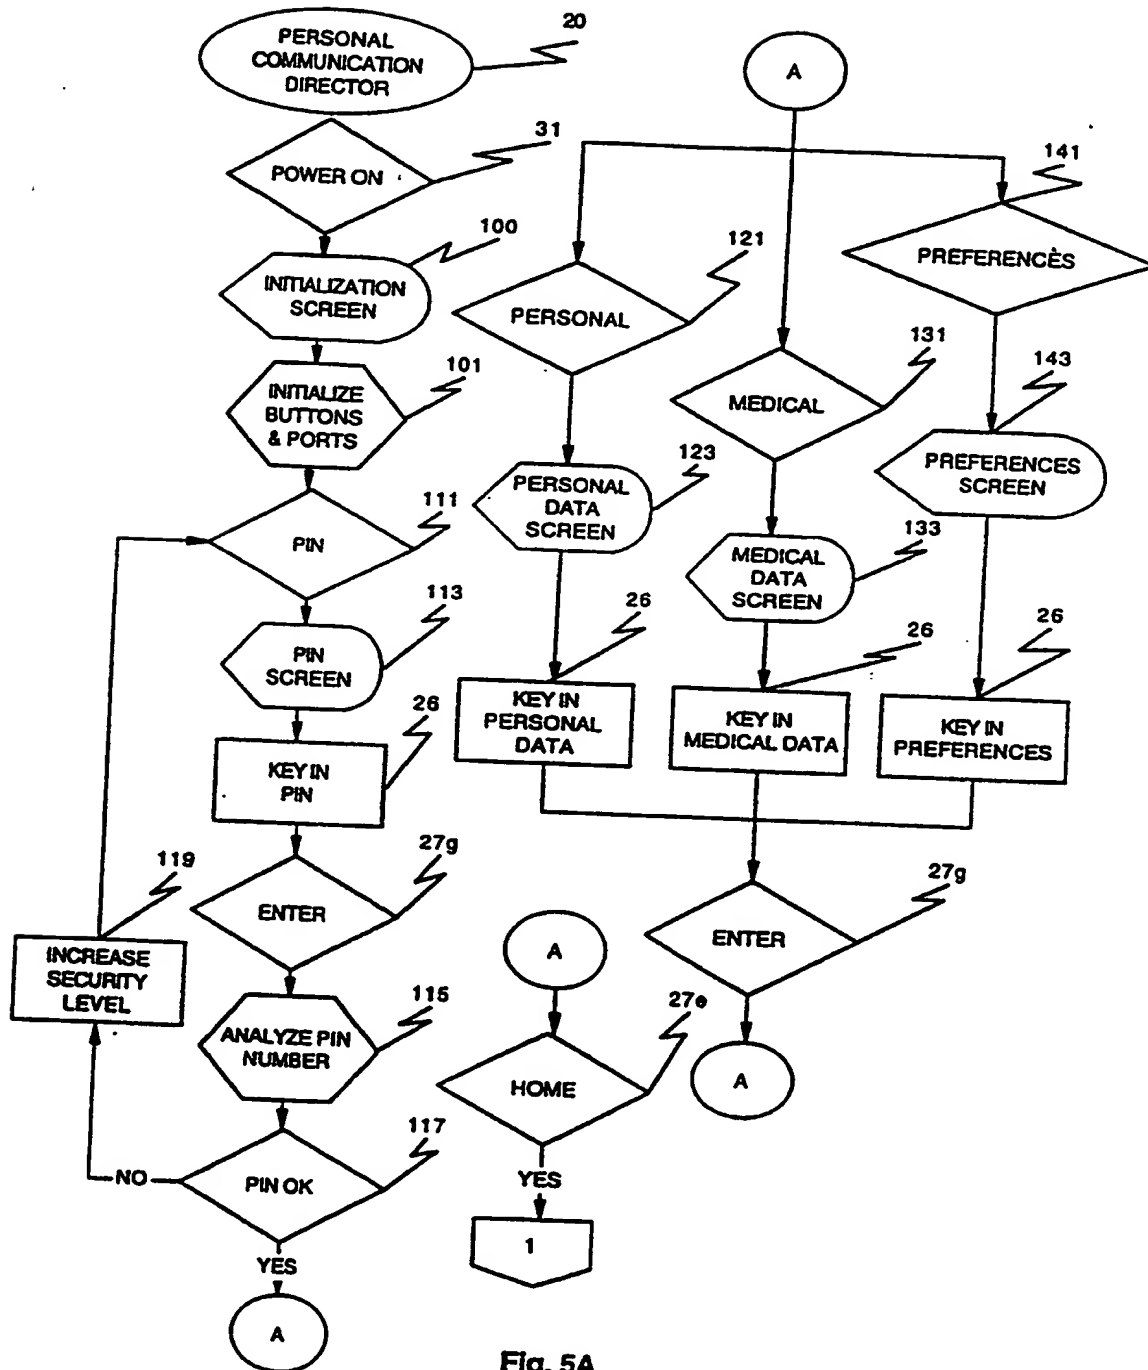 PERSONAL
COMMUNICATION
DIRECTOR
20
POWER ON
31
INITIALIZATION
SCREEN
100
INITIALIZE
BUTTONS
& PORTS
101
PIN
111
PIN
SCREEN
113
KEY IN
PIN
26
ENTER
27g
INCREASE
SECURITY
LEVEL
119
ANALYZE PIN
NUMBER
115
PIN OK
117
NO
YES
A
A
PERSONAL
121
PERSONAL
DATA
SCREEN
123
KEY IN
PERSONAL
DATA
26
MEDICAL
131
MEDICAL
DATA
SCREEN
133
KEY IN
MEDICAL DATA
26
PREFERENCES
141
PREFERENCES
SCREEN
143
KEY IN
PREFERENCES
26
ENTER
27g
A
A
HOME
27e
YES
1
Fig. 5A